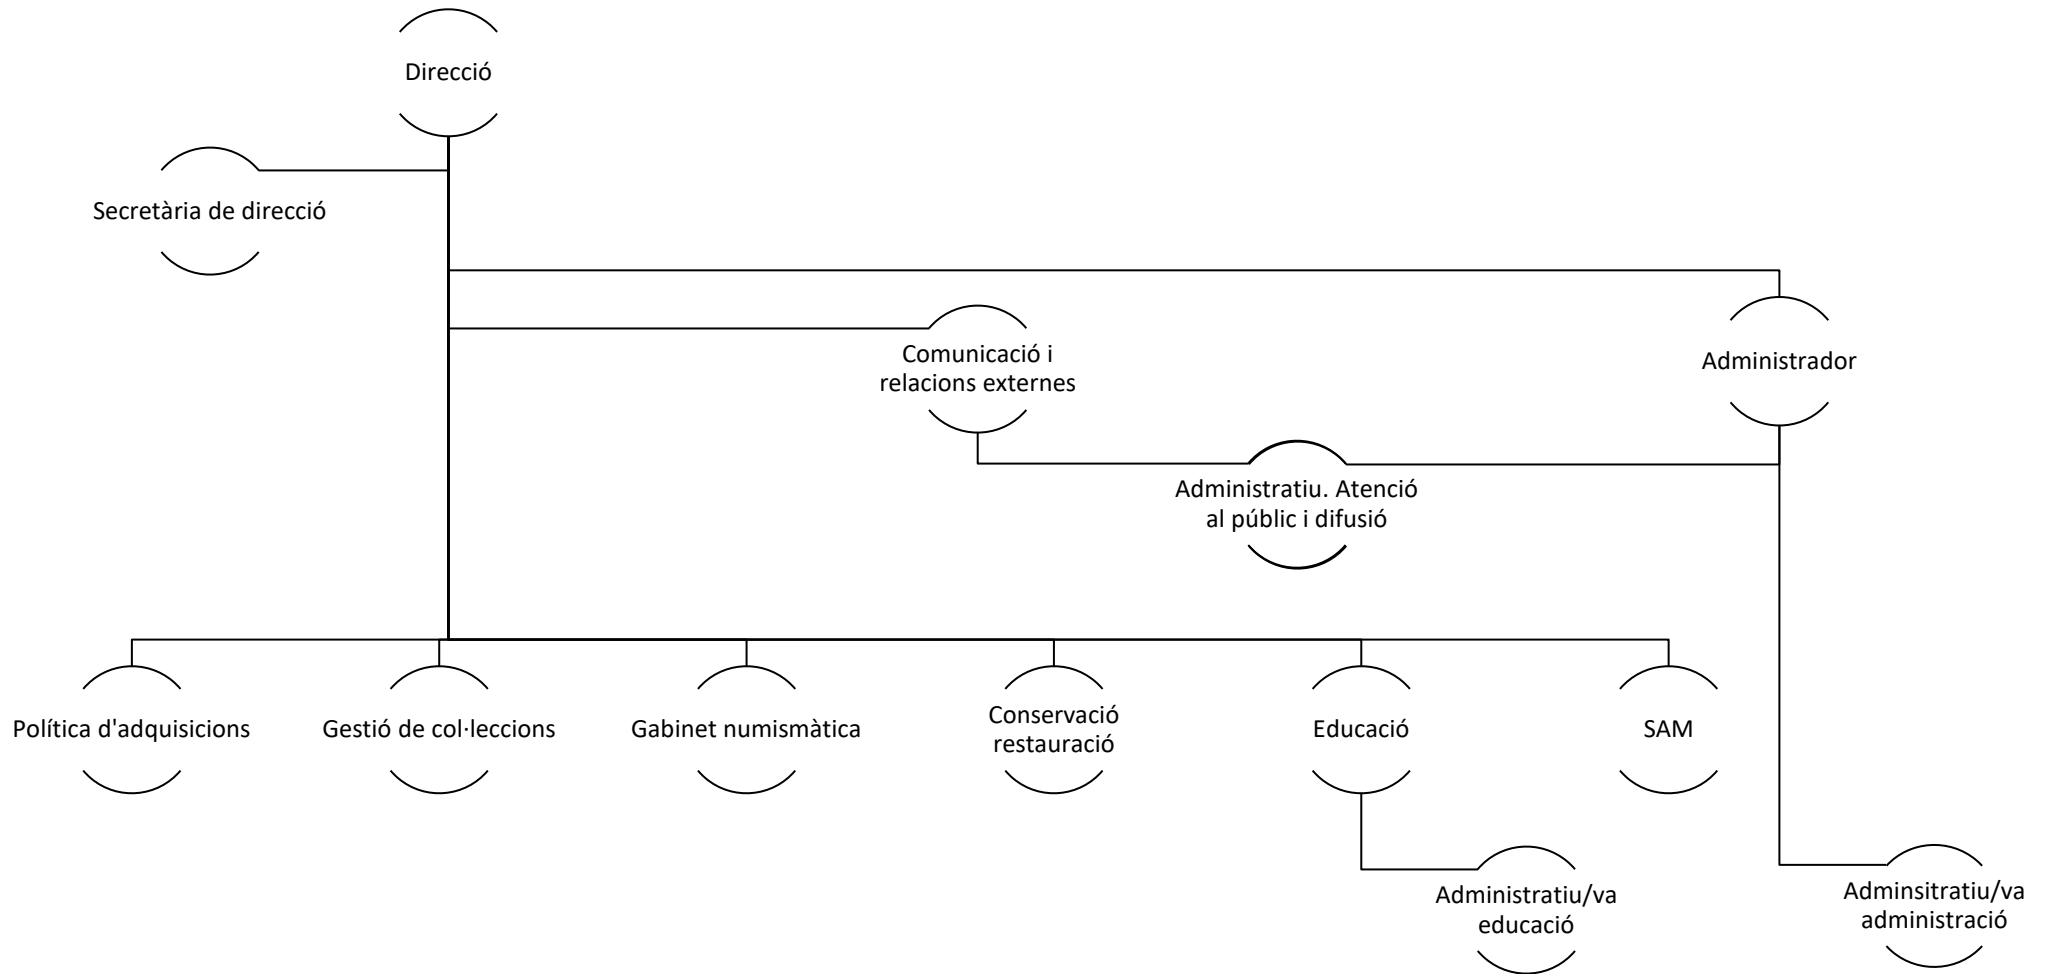 Direcció
Secretària de direcció
Comunicació i
relacions externes
Administrador
Administratiu. Atenció
al públic i difusió
Política d'adquisicions
Gestió de col·leccions
Gabinet numismàtica
Conservació
restauració
Educació
SAM
Administratiu/va
educació
Adminsitratiu/va
administració